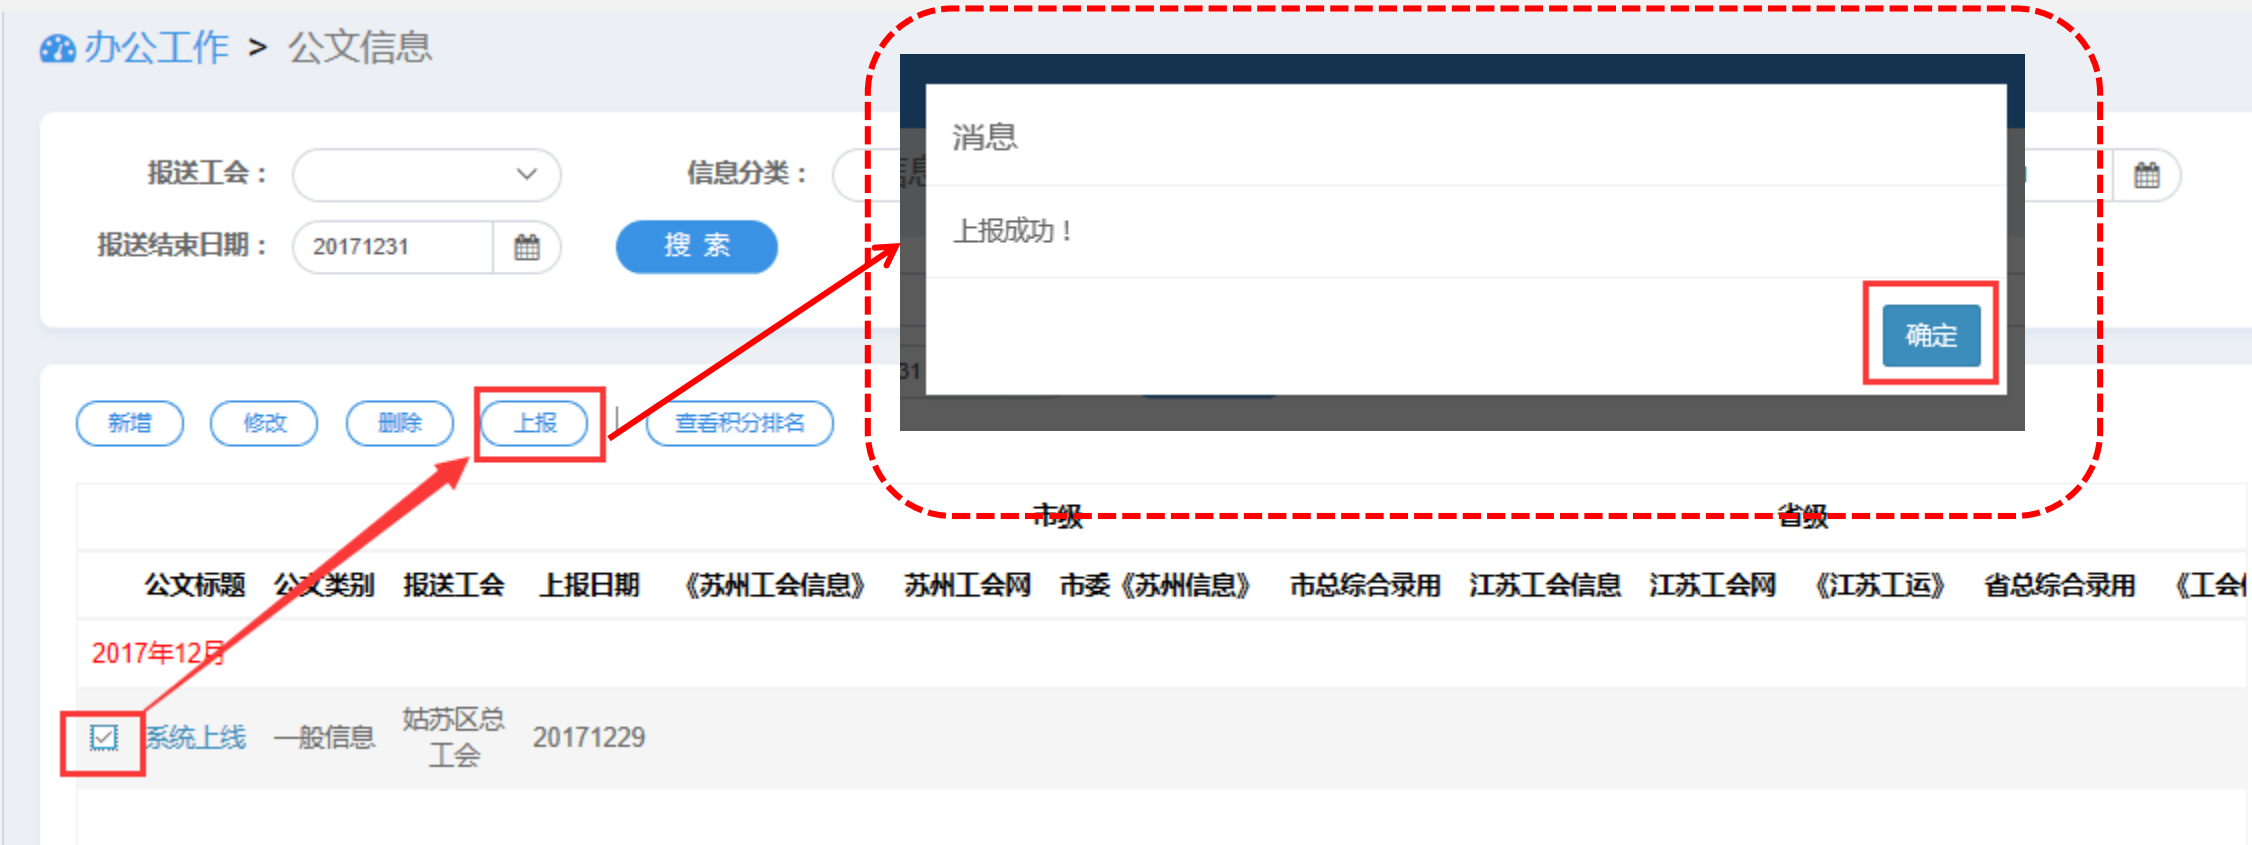 办公工作 > 公文信息
报送工会：
信息分类：
报送结束日期：
20171231
搜 索
消息
上报成功！
确定
31
新增
修改
删除
上报
查看积分排名
市级
省级
公文标题 公文类别 报送工会 上报日期 《苏州工会信息》 苏州工会网 市委《苏州信息》 市总综合录用 江苏工会信息 江苏工会网 《江苏工运》 省总综合录用 《工会
2017年12月
系统上线 一般信息 姑苏区总工会 20171229